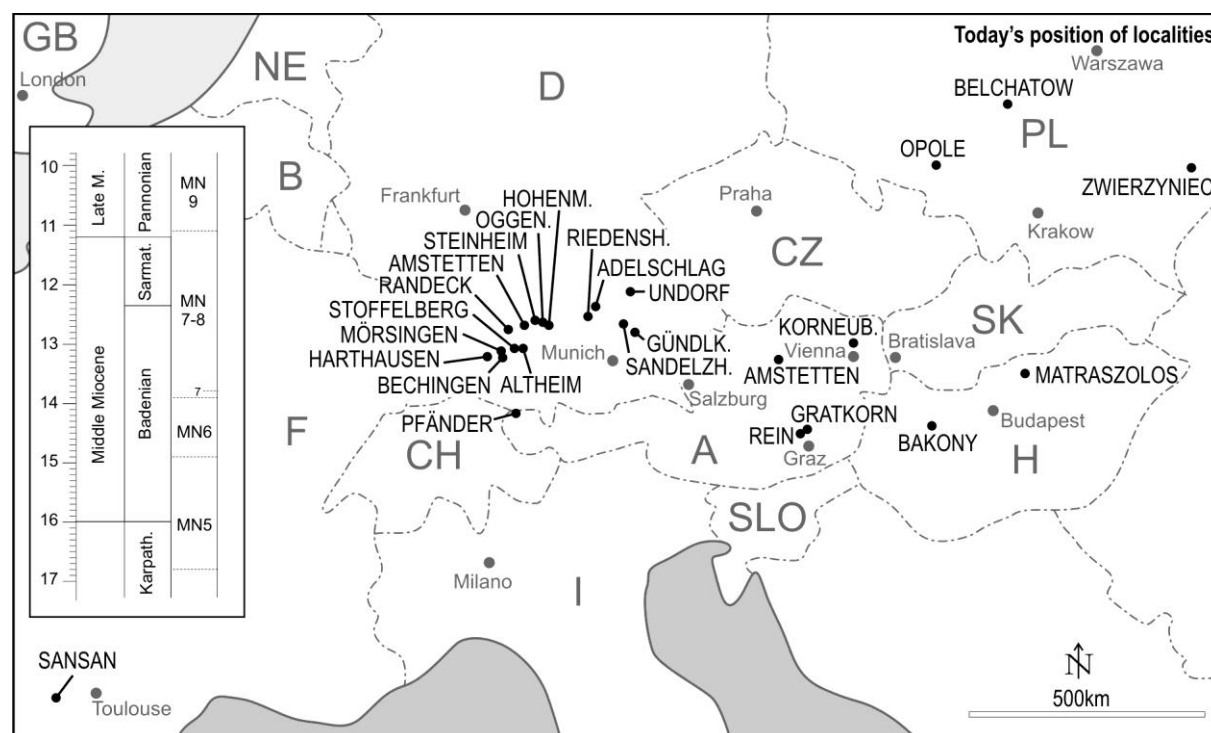 GB
London
NE
D
Today's position of localities
Warszawa
BELCHATOW
PL
OPOLE
ZWIERZYNIEC
Krakow
B
Frankfurt
HOHENM.
OGGEN.
STEINHEIM
AMSTETTEN
RANDECK
STOFFELBERG
MÖRSINGEN
HARTHAUSEN
BECHINGEN
ALTHEIM
PFÄNDER
RIEDENSH.
ADELSCHLAG
UNDORF
GÜNDLK.
SANDELZH.
Munich
Praha
CZ
SK
KORNEUB.
Vienna
Bratislava
AMSTETTEN
Salzburg
MATRASZOLOS
GRATKORN
REIN
Graz
BAKONY
Budapest
H
F
CH
A
SLO
Milano
I
10
11
12
13
14
15
16
17
Late M.
Middle Miocene
Pannonian
Sarmat.
Badenian
Karpath.
MN
9
MN
7-8
7
MN6
MN5
SANSAN
Toulouse
N
500km